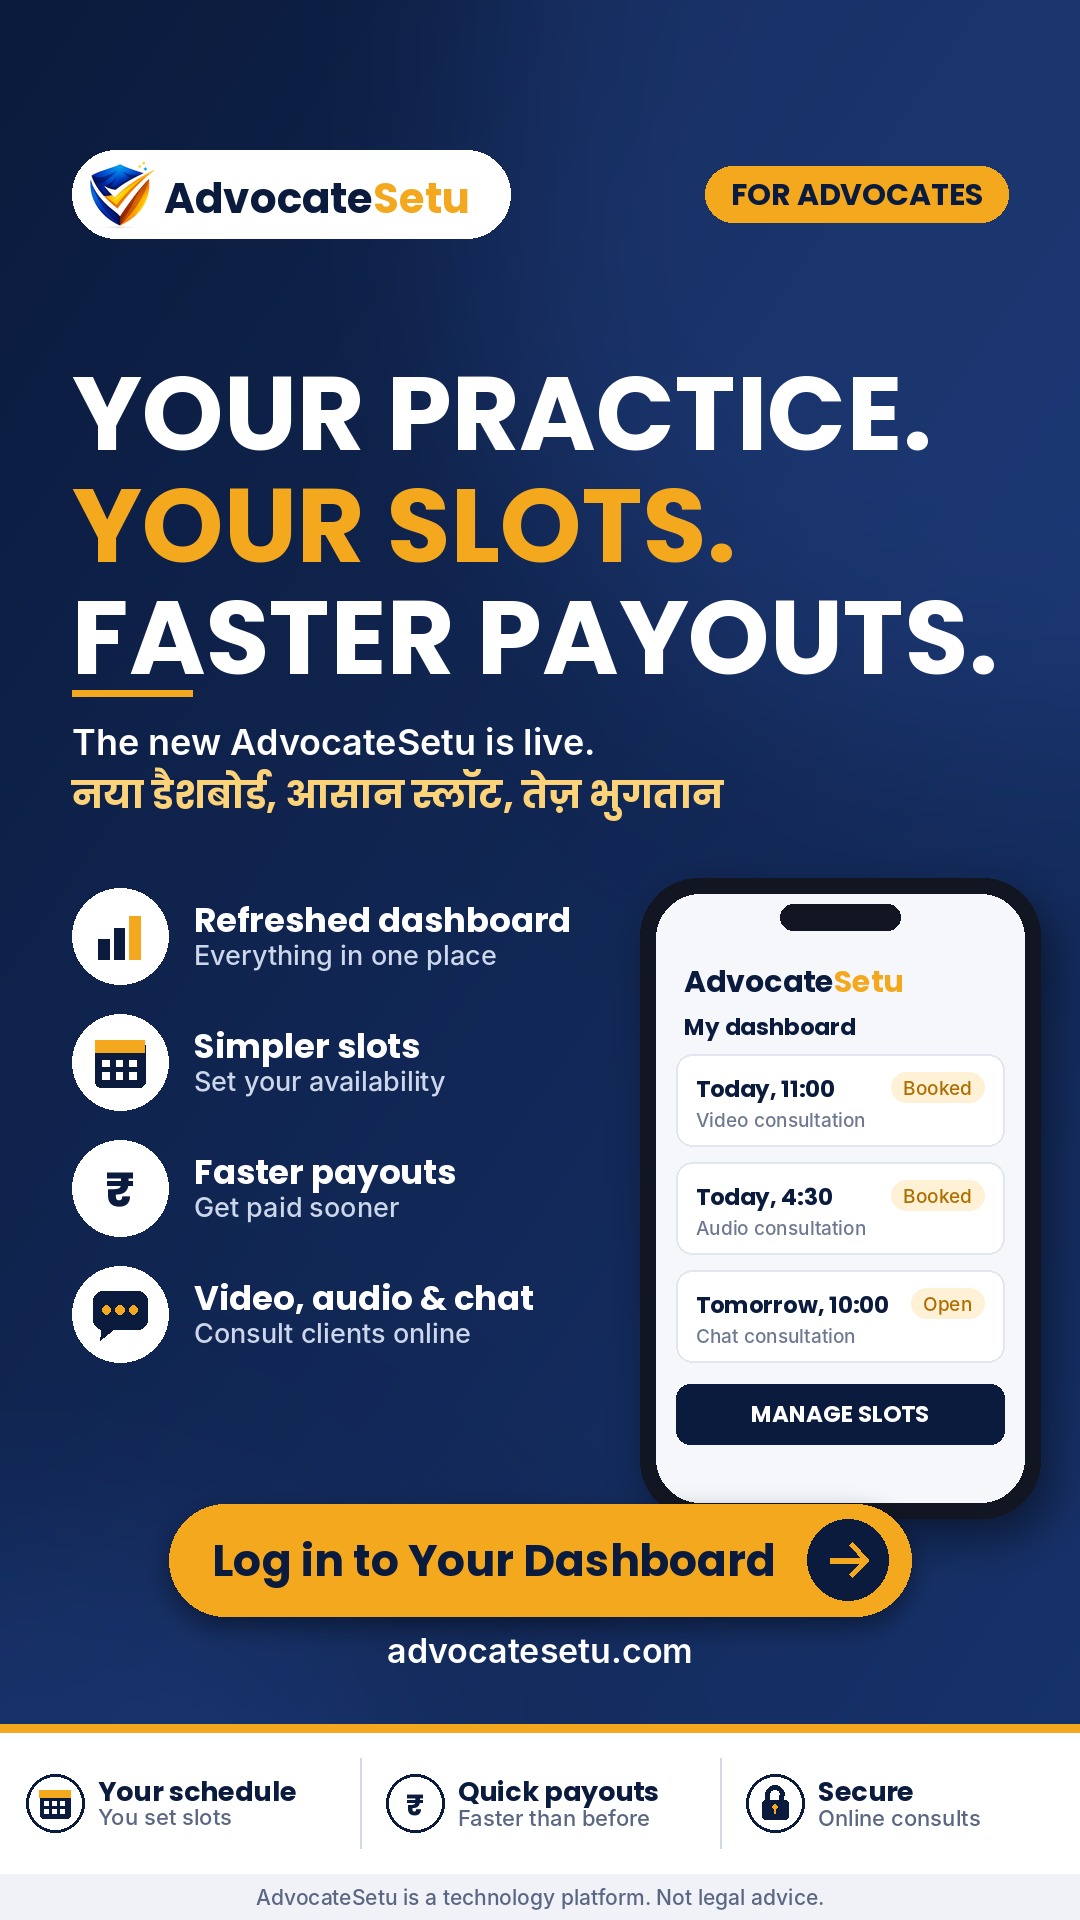 AdvocateSetu
FOR ADVOCATES
YOUR PRACTICE.
YOUR SLOTS.
FASTER PAYOUTS.
The new AdvocateSetu is live.
नया डैशबोर्ड, आसान स्लॉट, तेज़ भुगतान
Refreshed dashboard
Everything in one place
Simpler slots
Set your availability
₹
Faster payouts
Get paid sooner
Video, audio & chat
Consult clients online
AdvocateSetu
My dashboard
Today, 11:00 Booked
Video consultation
Today, 4:30 Booked
Audio consultation
Tomorrow, 10:00 Open
Chat consultation
MANAGE SLOTS
Log in to Your Dashboard
advocatesetu.com
Your schedule
You set slots
₹
Quick payouts
Faster than before
Secure
Online consults
AdvocateSetu is a technology platform. Not legal advice.